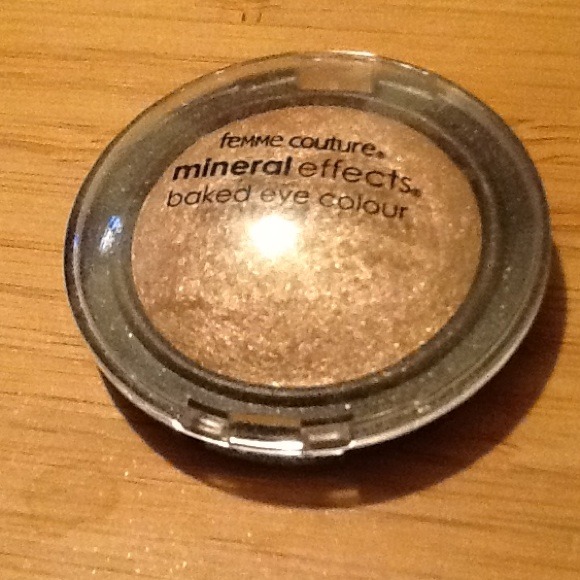 femme couture®
mineral effects®
baked eye colour